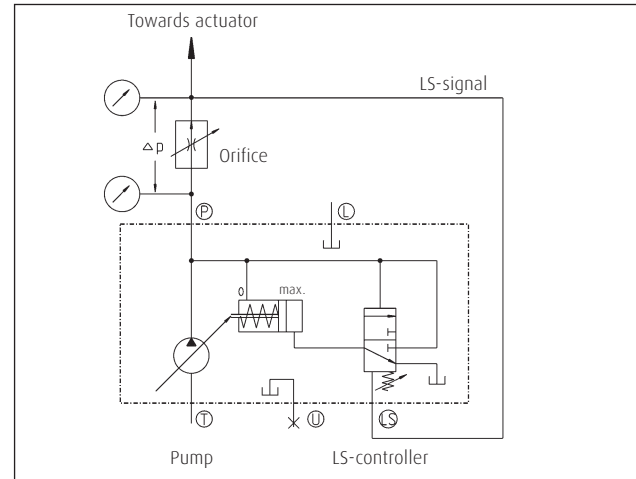 Towards actuator
LS-signal
Δp
Orifice
P
L
0
max.
T
U
LS
Pump
LS-controller